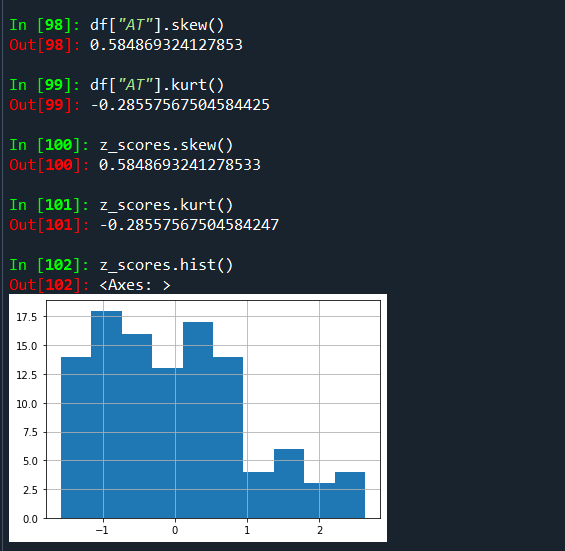 In [98]: df["AT"].skew()
Out[98]: 0.584869324127853
In [99]: df["AT"].kurt()
Out[99]: -0.28557567504584425
In [100]: z_scores.skew()
Out[100]: 0.5848693241278533
In [101]: z_scores.kurt()
Out[101]: -0.28557567504584247
In [102]: z_scores.hist()
Out[102]: <Axes: >
17.5
15.0
12.5
10.0
7.5
5.0
2.5
0.0
−1 0 1 2